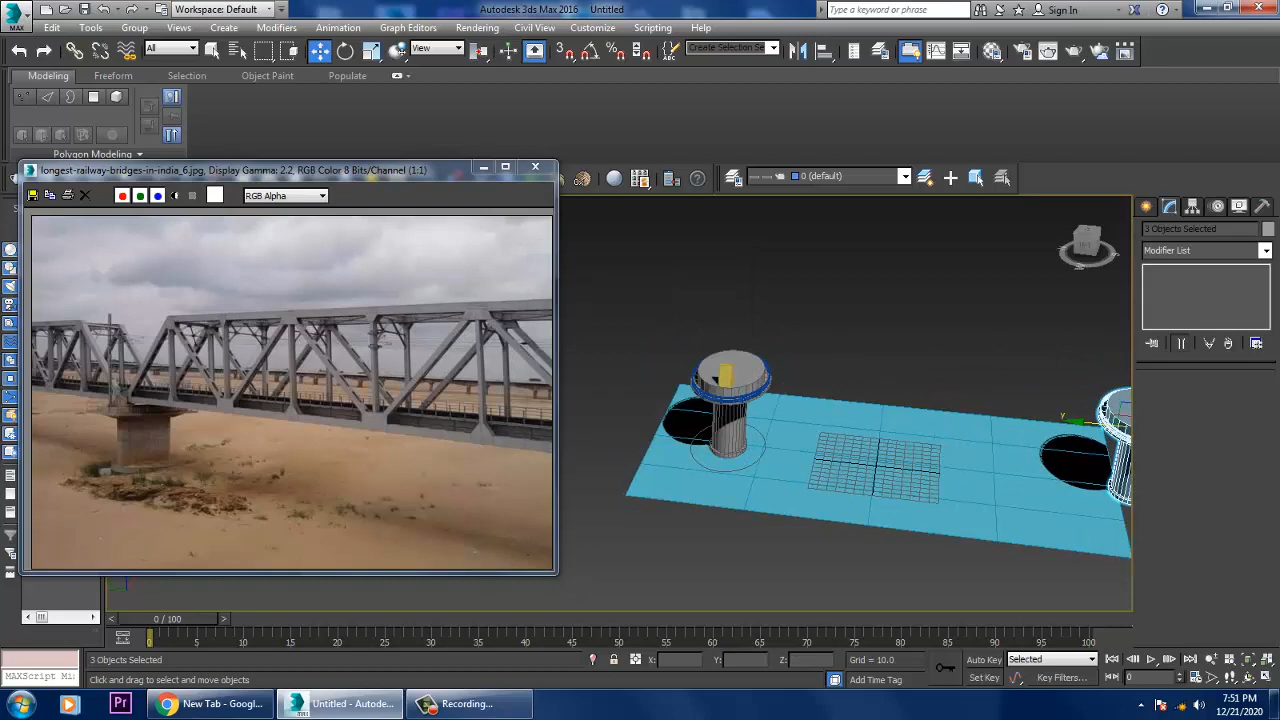 Workspace: Default
Autodesk 3ds Max 2016 Untitled
Type a keyword or phrase
Sign In
MAX
Edit Tools Group Views Create Modifiers Animation Graph Editors Rendering Civil View Customize Scripting Help
All
View
3
Create Selection Se
Modeling Freeform Selection Object Paint Populate
Polygon Modeling
longest-railway-bridges-in-india_6.jpg, Display Gamma: 2.2, RGB Color 8 Bits/Channel (1:1)
RGB Alpha
0 (default)
3 Objects Selected
Modifier List
Y
0 / 100
0 5 10 15 20 25 30 35 40 45 50 55 60 65 70 75 80 85 90 95 100
3 Objects Selected
X: Y: Z:
Grid = 10.0
Auto Key
Selected
MAXScript Mi
Click and drag to select and move objects
Add Time Tag
Set Key
Key Filters...
0
New Tab - Googl...
Untitled - Autode...
Recording...
7:51 PM
12/21/2020